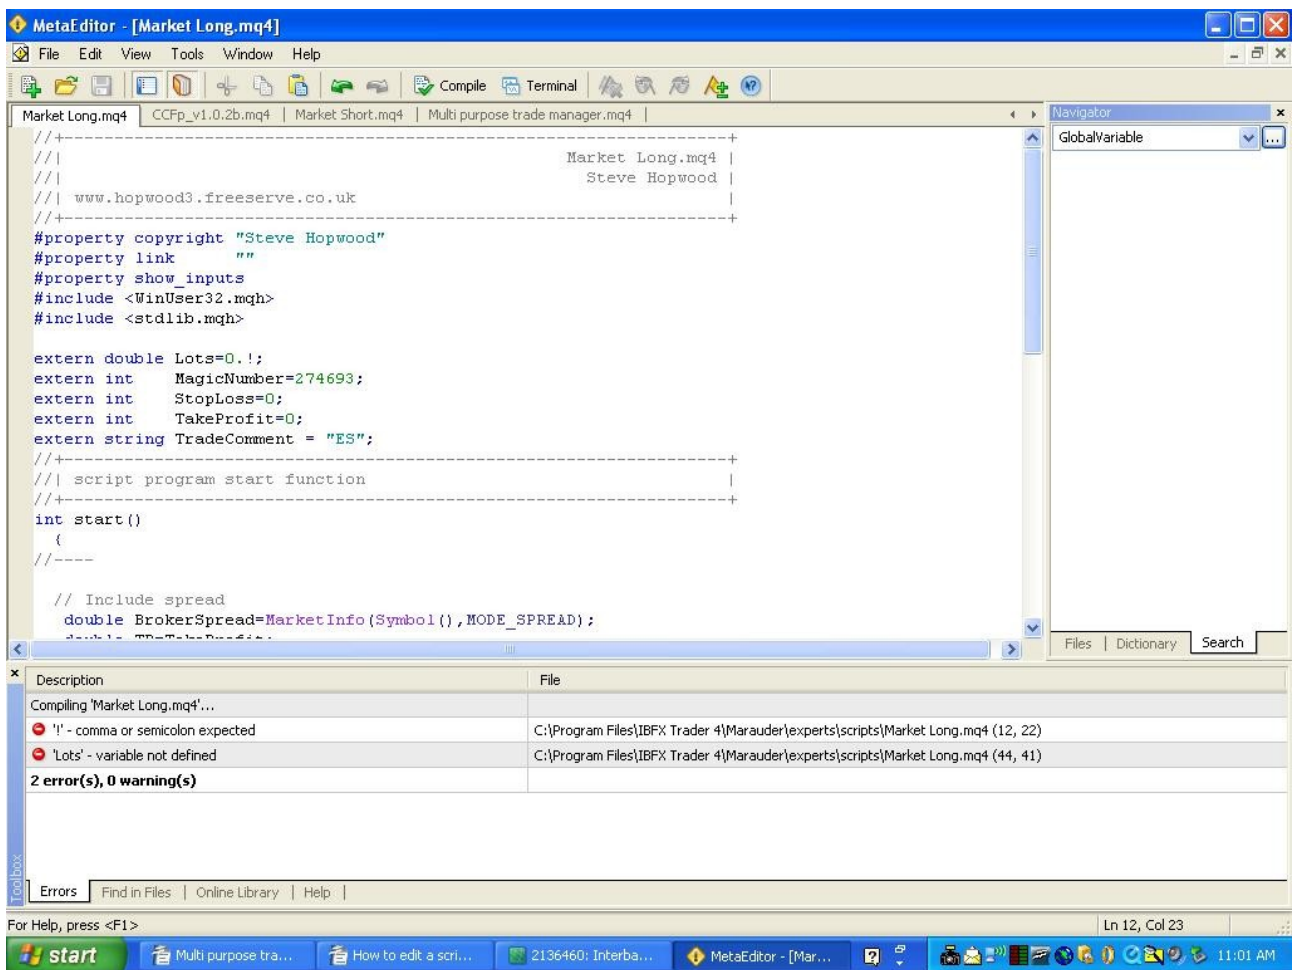 MetaEditor - [Market Long.mq4]
File Edit View Tools Window Help
Compile Terminal
Market Long.mq4 | CCFp_v1.0.2b.mq4 | Market Short.mq4 | Multi purpose trade manager.mq4 |
//+------------------------------------------------------------------+
//| Market Long.mq4 |
//| Steve Hopwood |
//| www.hopwood3.freeserve.co.uk |
//+------------------------------------------------------------------+
#property copyright "Steve Hopwood"
#property link ""
#property show_inputs
#include <WinUser32.mqh>
#include <stdlib.mqh>
extern double Lots=0.!;
extern int MagicNumber=274693;
extern int StopLoss=0;
extern int TakeProfit=0;
extern string TradeComment = "ES";
//+------------------------------------------------------------------+
//| script program start function |
//+------------------------------------------------------------------+
int start()
{
//----
// Include spread
double BrokerSpread=MarketInfo(Symbol(),MODE_SPREAD);
double TP=TakeProfit;
Navigator
GlobalVariable ...
Files | Dictionary Search
Description File
Compiling 'Market Long.mq4'...
'!' - comma or semicolon expected C:\Program Files\IBFX Trader 4\Marauder\experts\scripts\Market Long.mq4 (12, 22)
'Lots' - variable not defined C:\Program Files\IBFX Trader 4\Marauder\experts\scripts\Market Long.mq4 (44, 41)
2 error(s), 0 warning(s)
Toolbox
Errors Find in Files | Online Library | Help |
For Help, press <F1> Ln 12, Col 23
start Multi purpose tra... How to edit a scri... 2136460: Interba... MetaEditor - [Mar... 11:01 AM